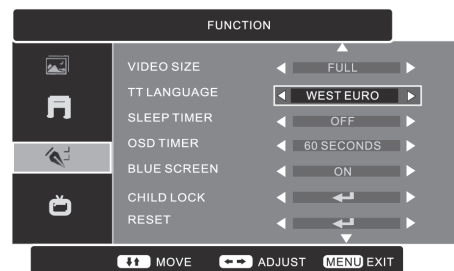 FUNCTION
VIDEO SIZE FULL
TT LANGUAGE WEST EURO
SLEEP TIMER OFF
OSD TIMER 60 SECONDS
BLUE SCREEN ON
CHILD LOCK
RESET
MOVE ADJUST MENU EXIT